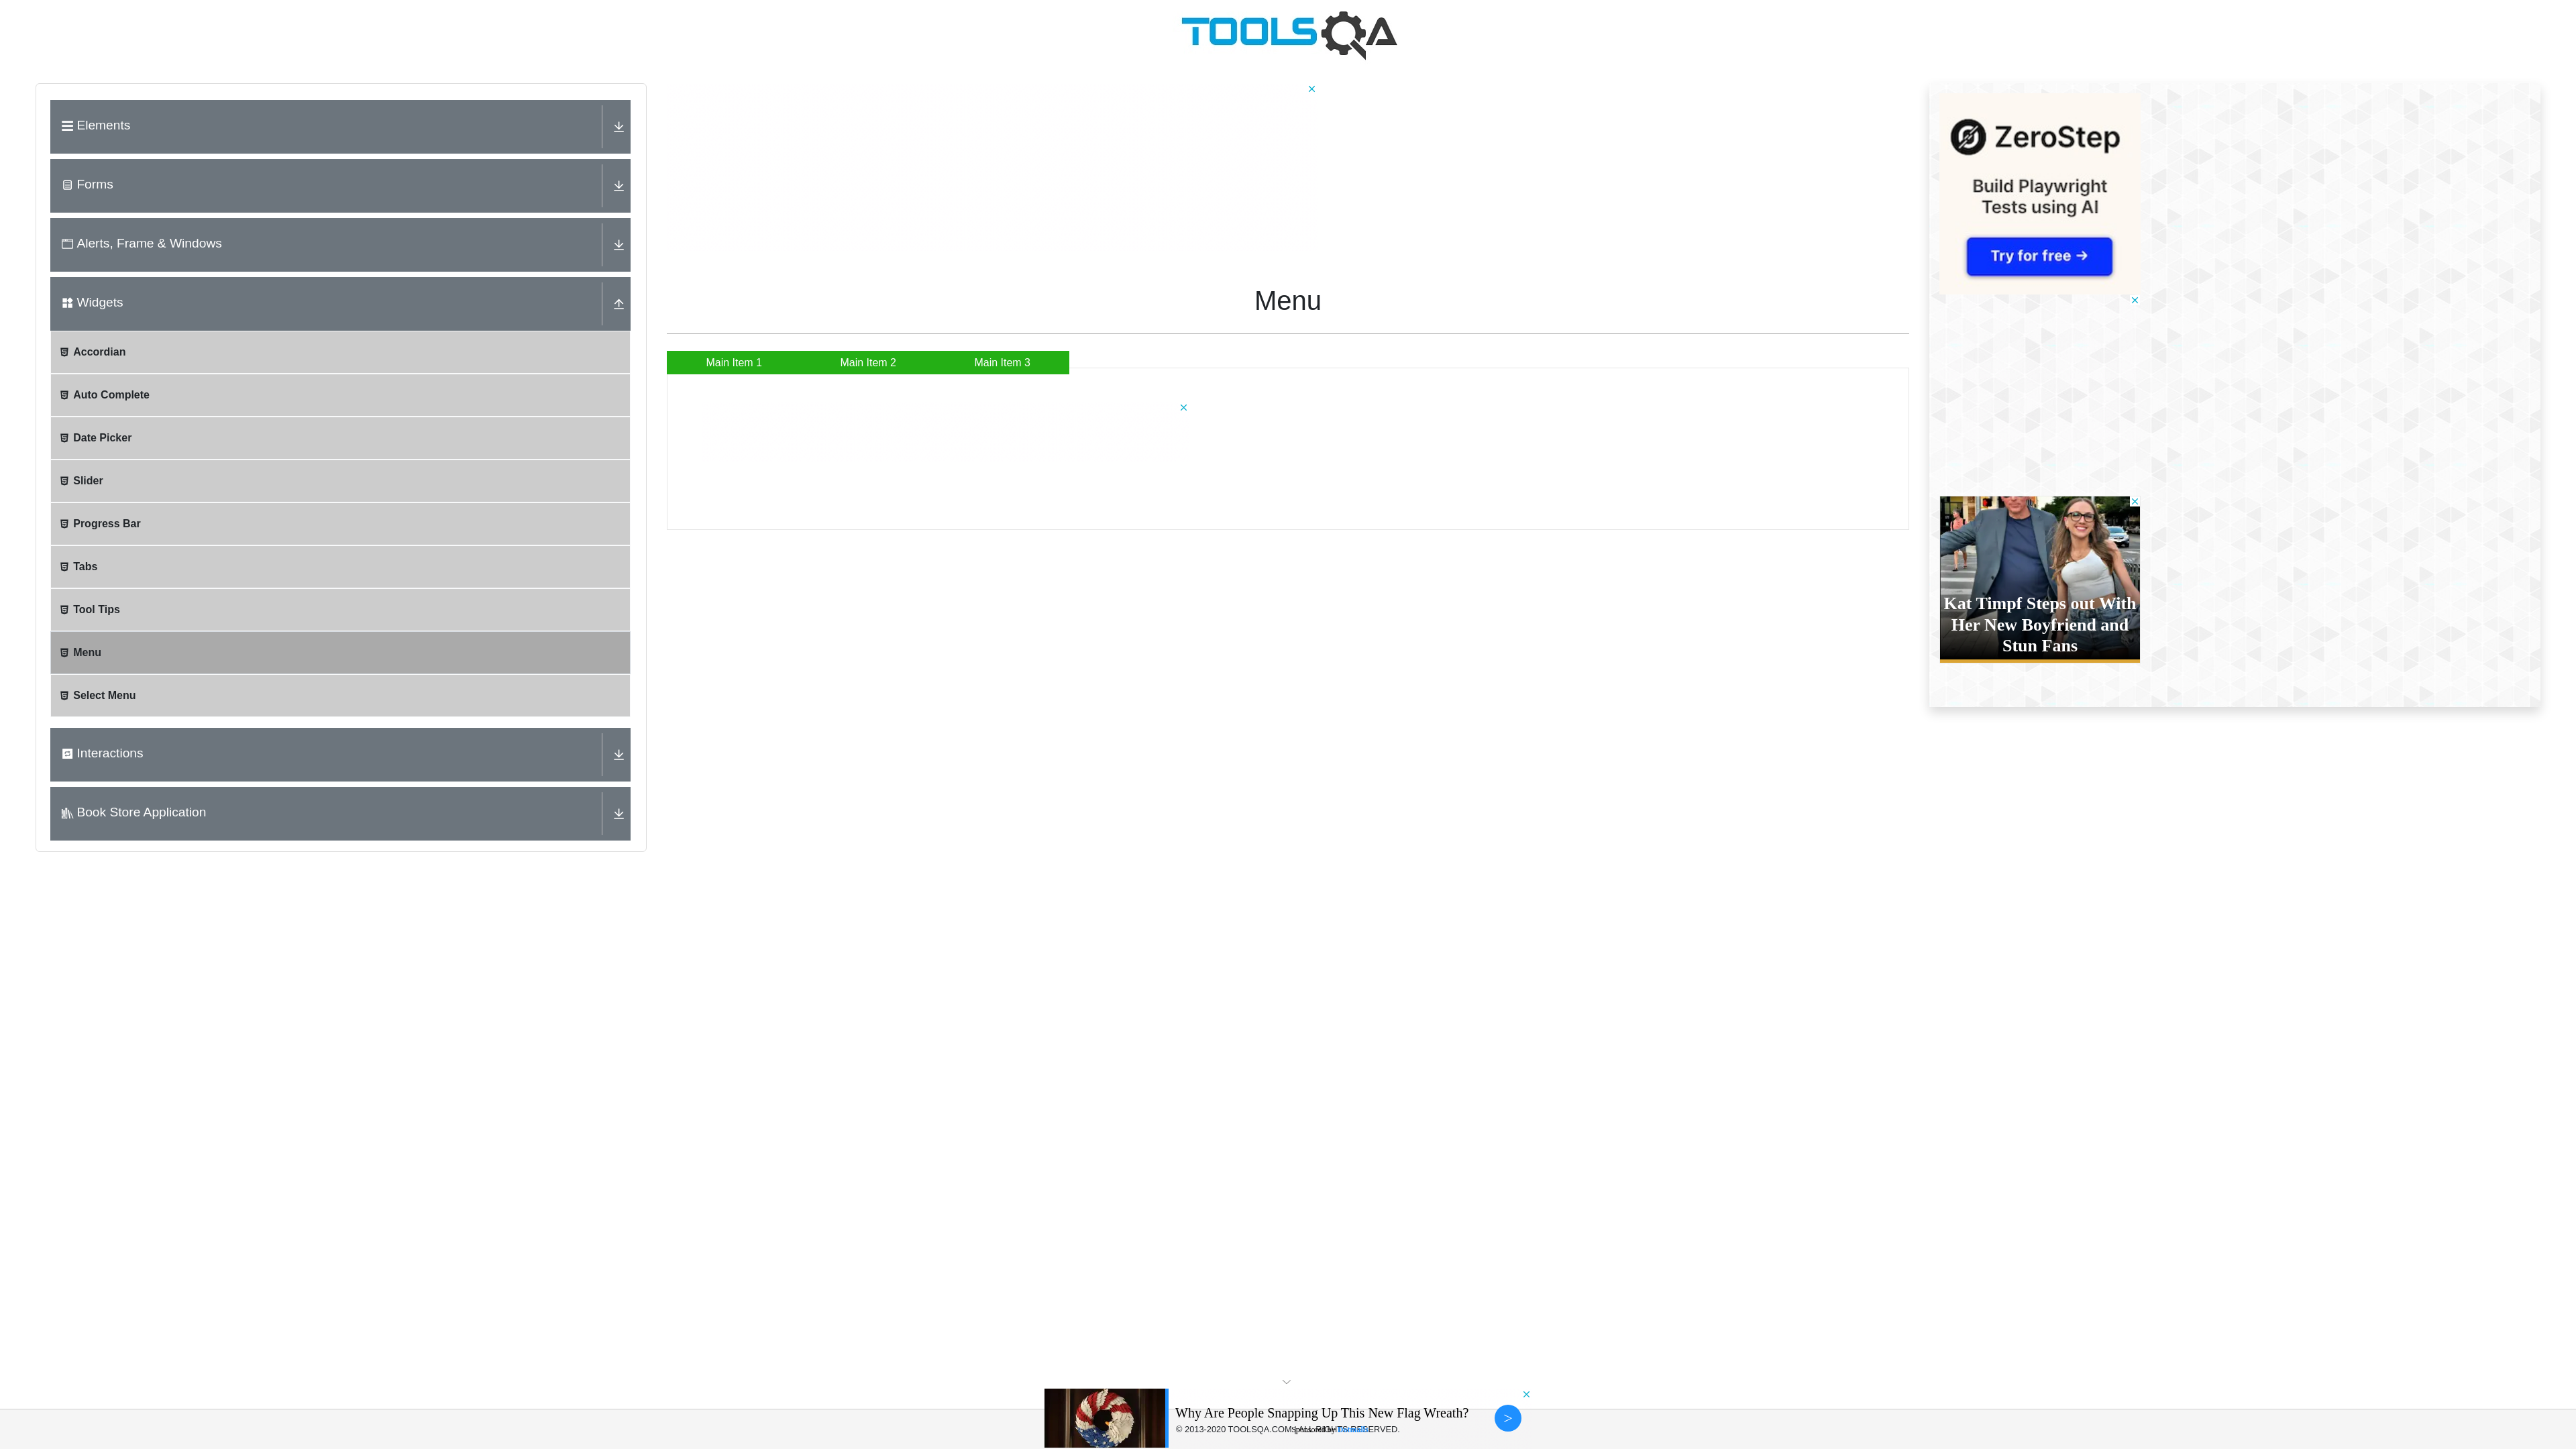 TOOLSQA
Elements
Forms
Alerts, Frame & Windows
Widgets
Accordian
Auto Complete
Date Picker
Slider
Progress Bar
Tabs
Tool Tips
Menu
Select Menu
Interactions
Book Store Application
Menu
Main Item 1
Main Item 2
Main Item 3
ZeroStep
Build Playwright
Tests using AI
Try for free →
Kat Timpf Steps out With
Her New Boyfriend and
Stun Fans
Why Are People Snapping Up This New Flag Wreath?
© 2013-2020 TOOLSQA.COM | ALL RIGHTS RESERVED.